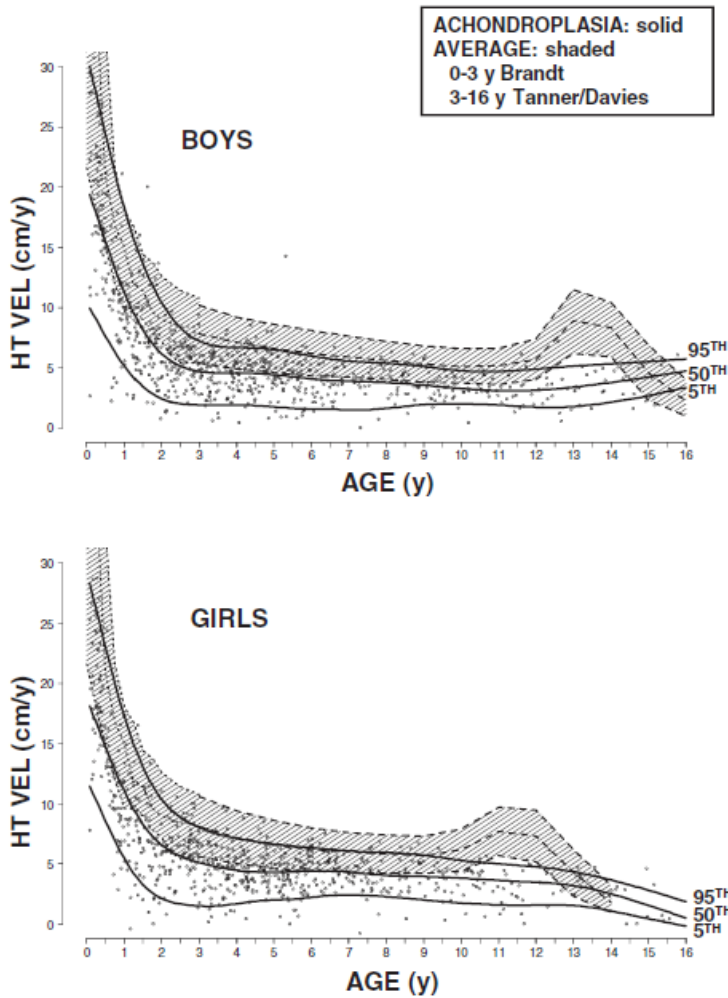 ACHONDROPLASIA: solid
AVERAGE: shaded
0-3 y Brandt
3-16 y Tanner/Davies
BOYS
HT VEL (cm/y)
30
25
20
15
10
5
0
95TH
50TH
5TH
0 1 2 3 4 5 6 7 8 9 10 11 12 13 14 15 16
AGE (y)
GIRLS
HT VEL (cm/y)
30
25
20
15
10
5
0
95TH
50TH
5TH
0 1 2 3 4 5 6 7 8 9 10 11 12 13 14 15 16
AGE (y)